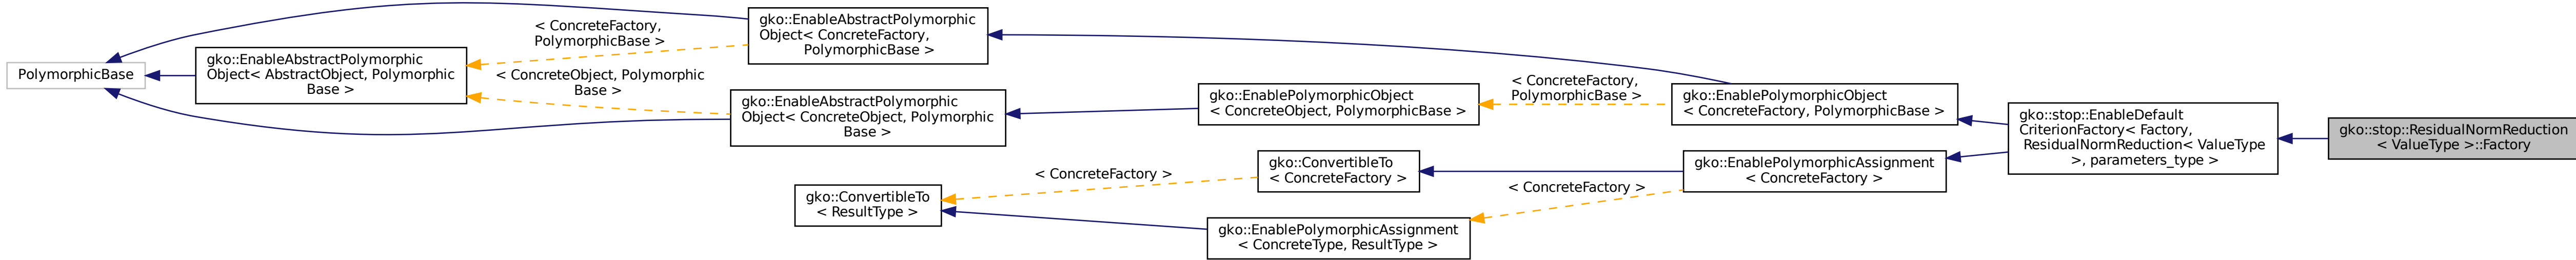 PolymorphicBase
gko::EnableAbstractPolymorphic
Object< AbstractObject, Polymorphic
Base >
< ConcreteFactory,
PolymorphicBase >
< ConcreteObject, Polymorphic
Base >
gko::EnableAbstractPolymorphic
Object< ConcreteFactory,
PolymorphicBase >
gko::EnableAbstractPolymorphic
Object< ConcreteObject, Polymorphic
Base >
gko::ConvertibleTo
< ResultType >
< ConcreteFactory >
gko::EnablePolymorphicObject
< ConcreteObject, PolymorphicBase >
gko::ConvertibleTo
< ConcreteFactory >
gko::EnablePolymorphicAssignment
< ConcreteType, ResultType >
< ConcreteFactory,
PolymorphicBase >
< ConcreteFactory >
gko::EnablePolymorphicObject
< ConcreteFactory, PolymorphicBase >
gko::EnablePolymorphicAssignment
< ConcreteFactory >
gko::stop::EnableDefault
CriterionFactory< Factory,
ResidualNormReduction< ValueType
>, parameters_type >
gko::stop::ResidualNormReduction
< ValueType >::Factory